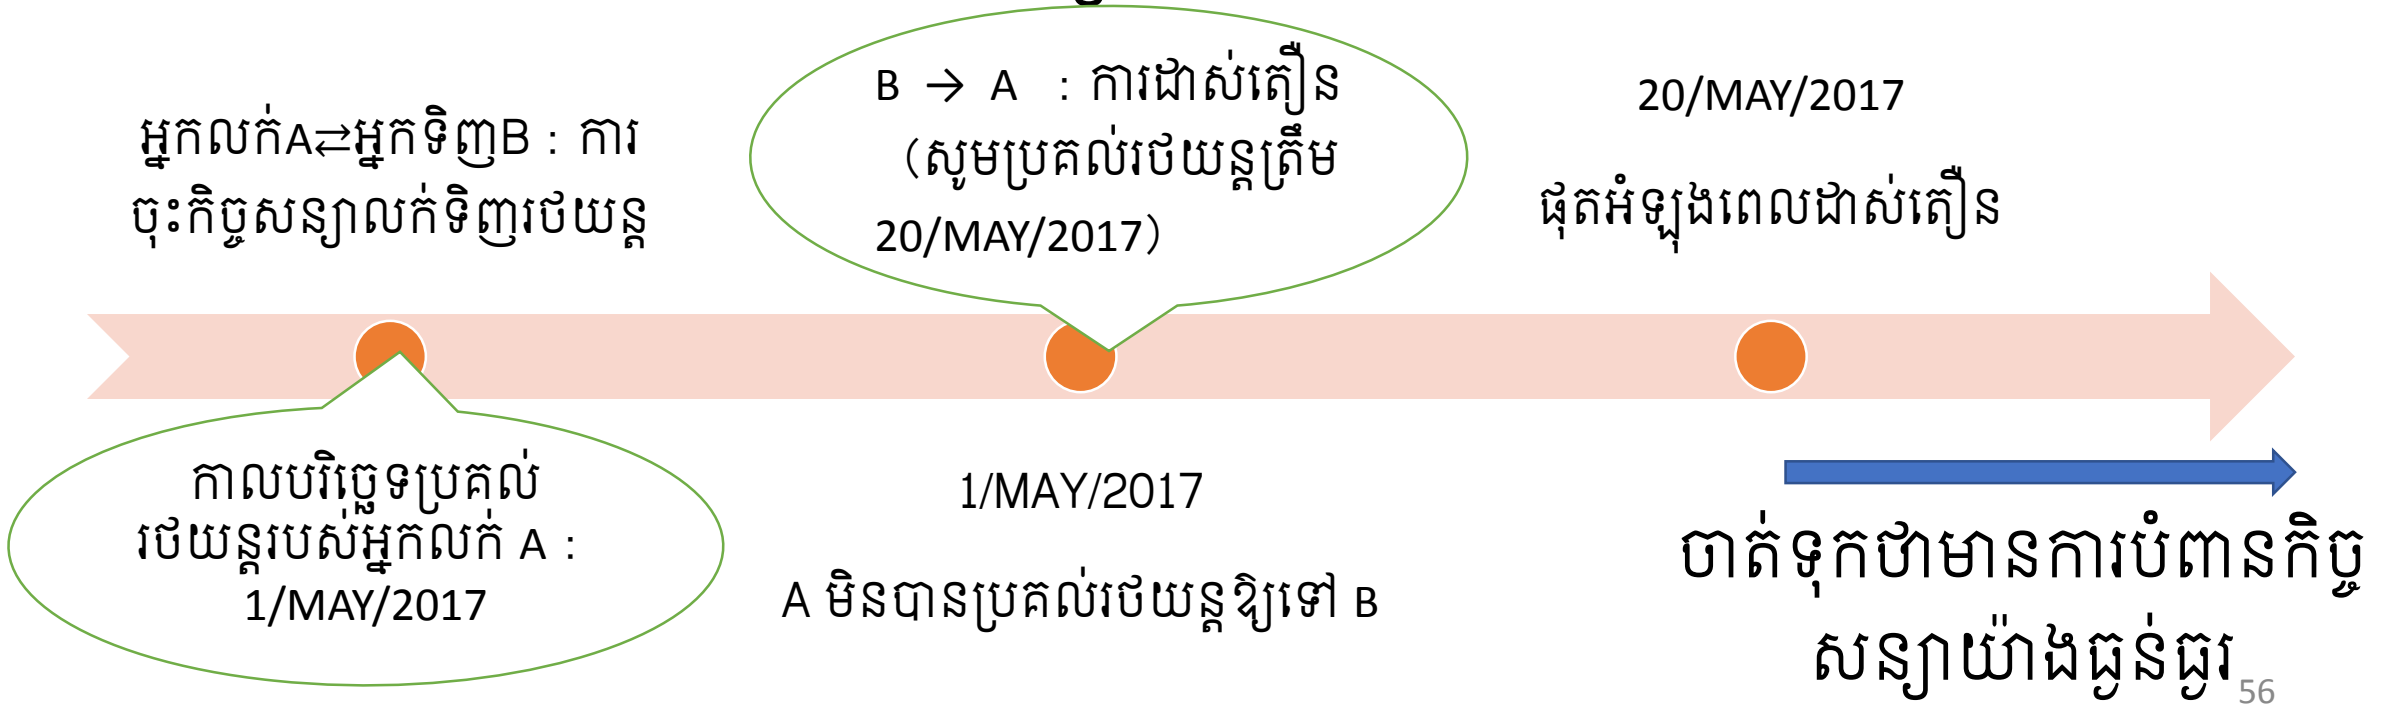 អ្នកលក់A⇄អ្នកទិញB : ការ
ចុះកិច្ចសន្យាលក់ទិញរថយន្ត
B → A : ការដាស់តឿន
(សូមប្រគល់រថយន្តត្រឹម
20/MAY/2017)
20/MAY/2017
ផុតអំឡុងពេលដាស់តឿន
កាលបរិច្ឆេទប្រគល់
រថយន្តរបស់អ្នកលក់ A :
1/MAY/2017
1/MAY/2017
A មិនបានប្រគល់រថយន្តឱ្យទៅ B
ចាត់ទុកថាមានការបំពានកិច្ច
សន្យាយ៉ាងធ្ងន់ធ្ងរ
56